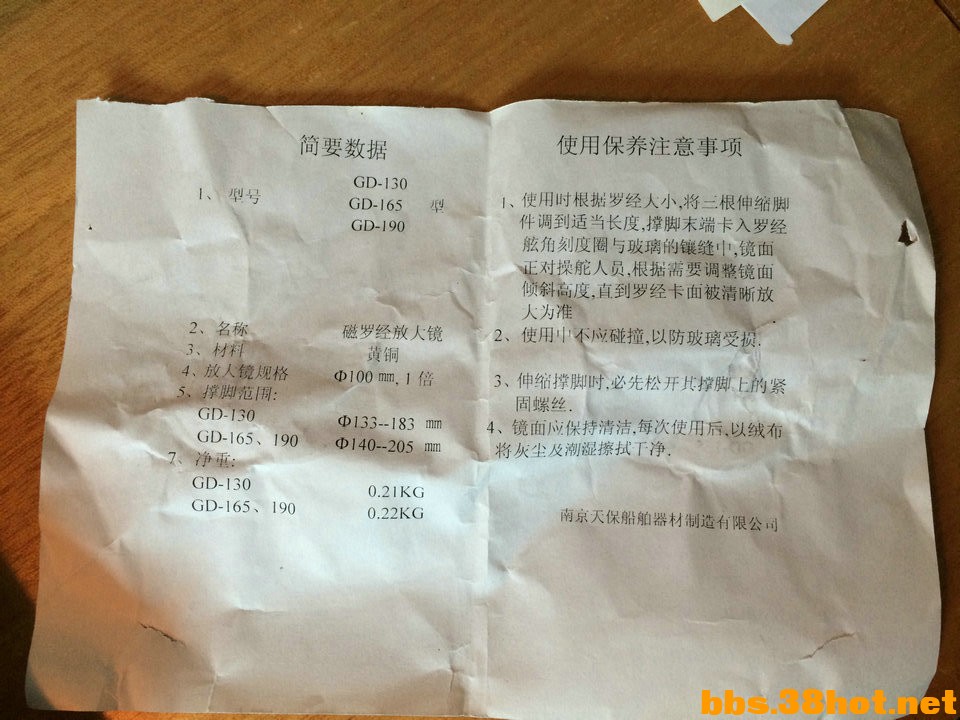 简要数据
1、型号
GD-130
GD-165 型
GD-190
2、名称 磁罗经放大镜
3、材料 黄铜
4、放大镜规格 Φ100 mm, 1 倍
5、撑脚范围:
GD-130 Φ133--183 mm
GD-165、190 Φ140--205 mm
7、净重:
GD-130 0.21KG
GD-165、190 0.22KG
使用保养注意事项
1、使用时根据罗经大小,将三根伸缩脚
件调到适当长度,撑脚末端卡入罗经
舷角刻度圈与玻璃的镶缝中,镜面
正对操舵人员,根据需要调整镜面
倾斜高度,直到罗经卡面被清晰放
大为准
2、使用中不应碰撞,以防玻璃受损.
3、伸缩撑脚时,必先松开其撑脚上的紧
固螺丝.
4、镜面应保持清洁,每次使用后,以绒布
将灰尘及潮湿擦拭干净.
南京天保船舶器材制造有限公司
bbs.38hot.net